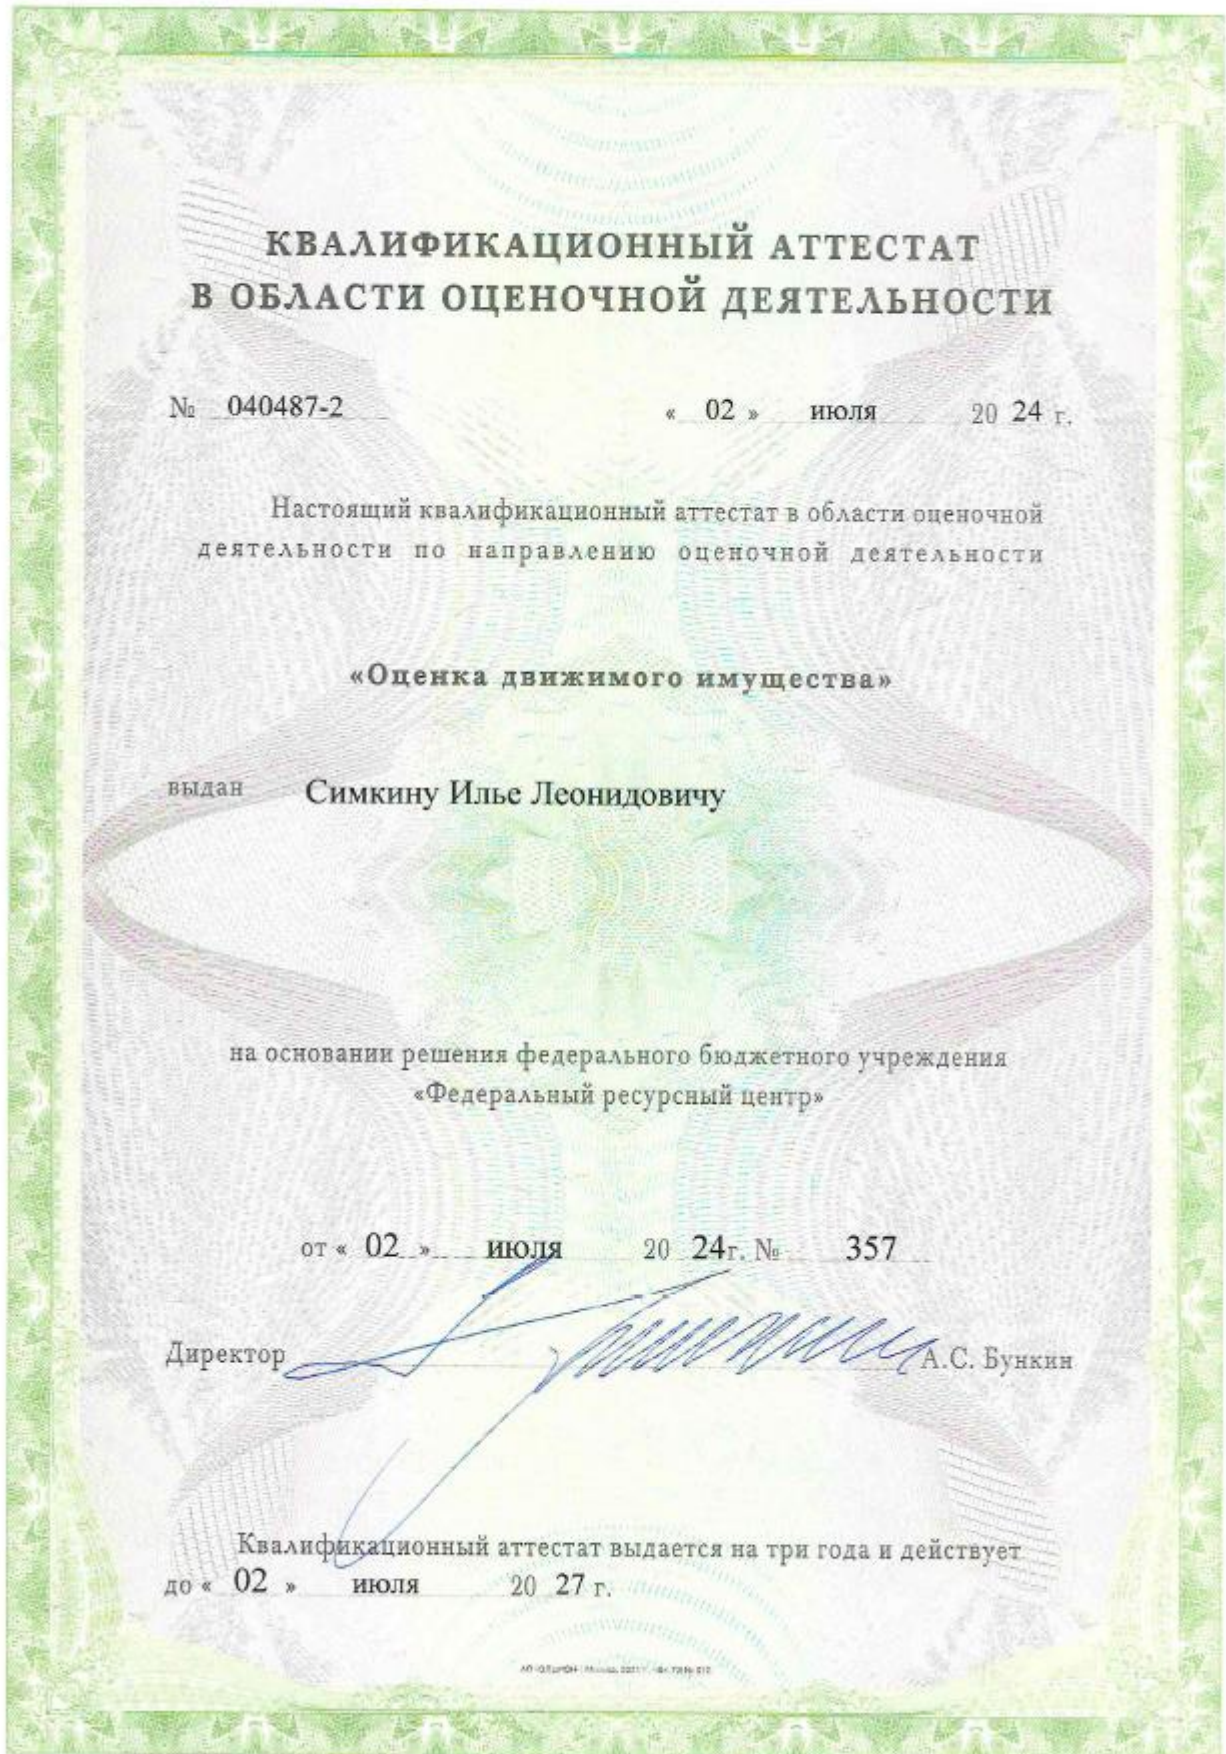 КВАЛИФИКАЦИОННЫЙ АТТЕСТАТ
В ОБЛАСТИ ОЦЕНОЧНОЙ ДЕЯТЕЛЬНОСТИ
№ 040487-2 « 02 » июля 20 24 г.
Настоящий квалификационный аттестат в области оценочной
деятельности по направлению оценочной деятельности
«Оценка движимого имущества»
выдан Симкину Илье Леонидовичу
на основании решения федерального бюджетного учреждения
«Федеральный ресурсный центр»
от « 02 » июля 20 24г. № 357
Директор А.С. Бункин
Квалификационный аттестат выдается на три года и действует
до « 02 » июля 20 27 г.